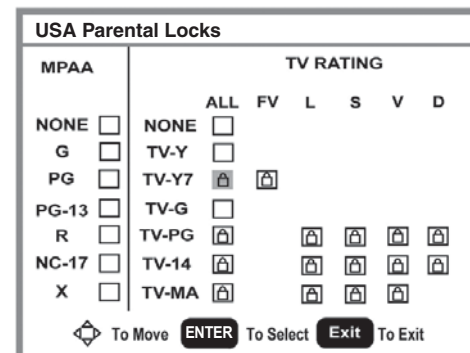 USA Parental Locks
MPAA TV RATING
ALL FV L S V D
NONE NONE
G TV-Y
PG TV-Y7
PG-13 TV-G
R TV-PG
NC-17 TV-14
X TV-MA
To Move ENTER To Select Exit To Exit